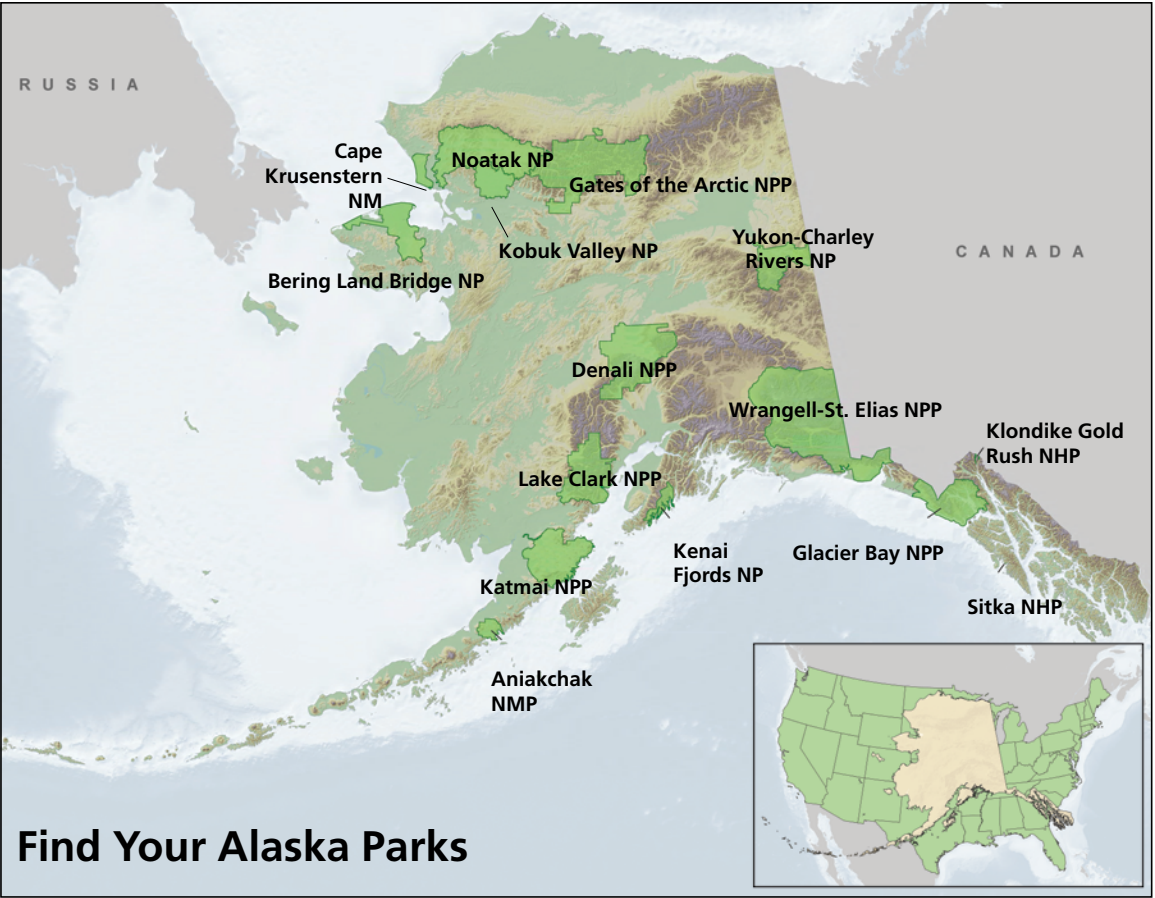 RUSSIA
Cape
Krusenstern
NM
Noatak NP
Gates of the Arctic NPP
Kobuk Valley NP
Yukon-Charley
Rivers NP
CANADA
Bering Land Bridge NP
Denali NPP
Wrangell-St. Elias NPP
Klondike Gold
Rush NHP
Lake Clark NPP
Kenai
Fjords NP
Glacier Bay NPP
Katmai NPP
Sitka NHP
Aniakchak
NMP
Find Your Alaska Parks